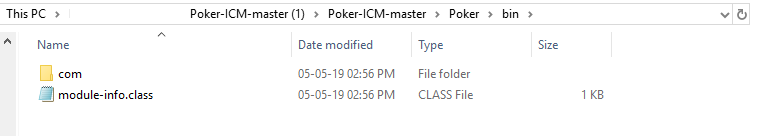 This PC > Poker-ICM-master (1) > Poker-ICM-master > Poker > bin >
Name Date modified Type Size
com 05-05-19 02:56 PM File folder
module-info.class 05-05-19 02:56 PM CLASS File 1 KB